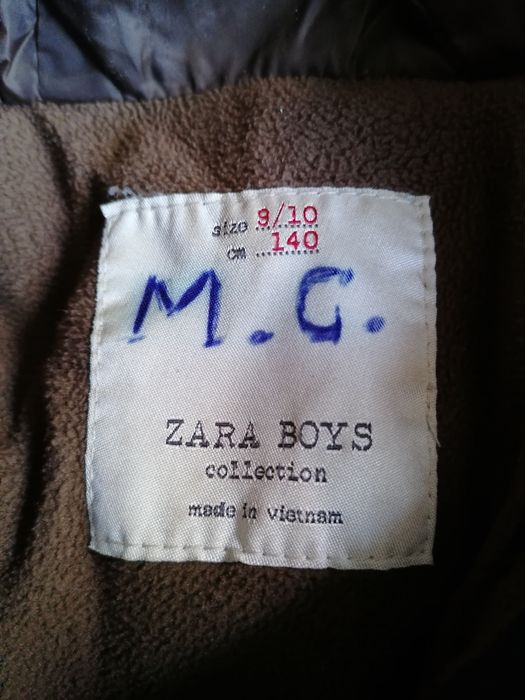 size 9/10
cm 140
M.C.
ZARA BOYS
collection
made in vietnam